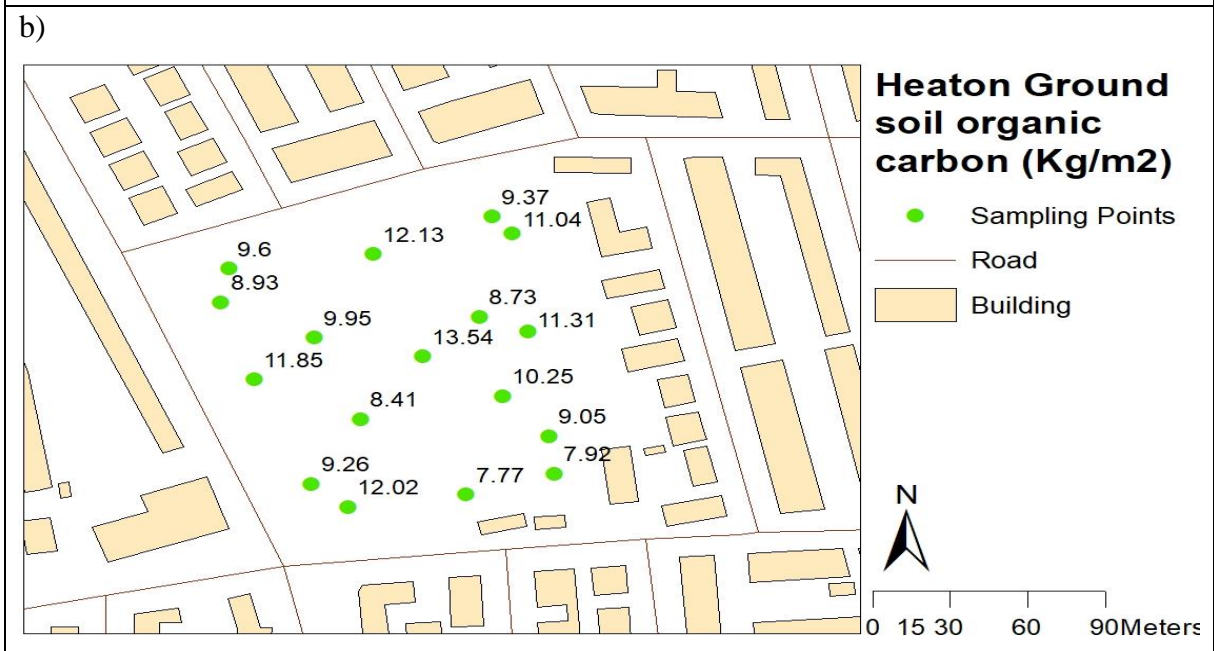 b)
Heaton Ground
soil organic
carbon (Kg/m2)
Sampling Points
Road
Building
9.37
11.04
12.13
9.6
8.93
8.73
11.31
9.95
13.54
11.85
10.25
8.41
9.05
7.92
9.26
7.77
12.02
N
0 15 30 60 90Meters